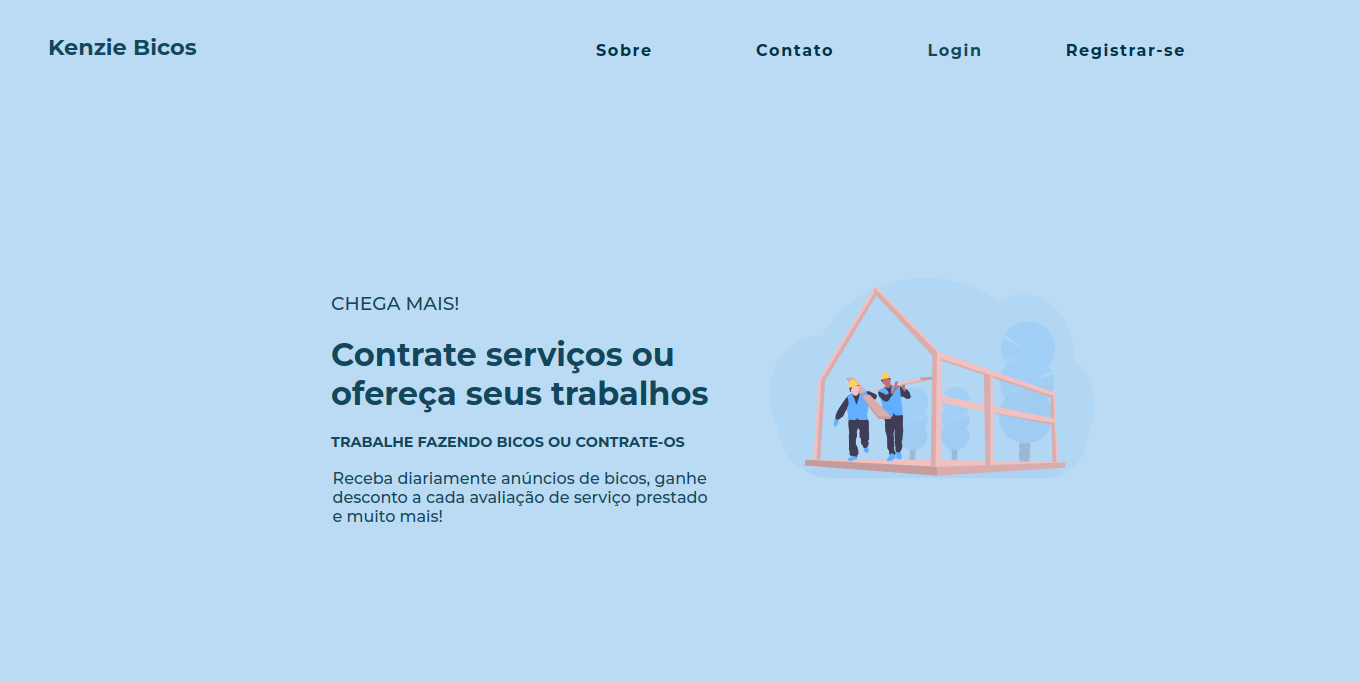 Kenzie Bicos
Sobre Contato Login Registrar-se
CHEGA MAIS!
Contrate serviços ou
ofereça seus trabalhos
TRABALHE FAZENDO BICOS OU CONTRATE-OS
Receba diariamente anúncios de bicos, ganhe
desconto a cada avaliação de serviço prestado
e muito mais!